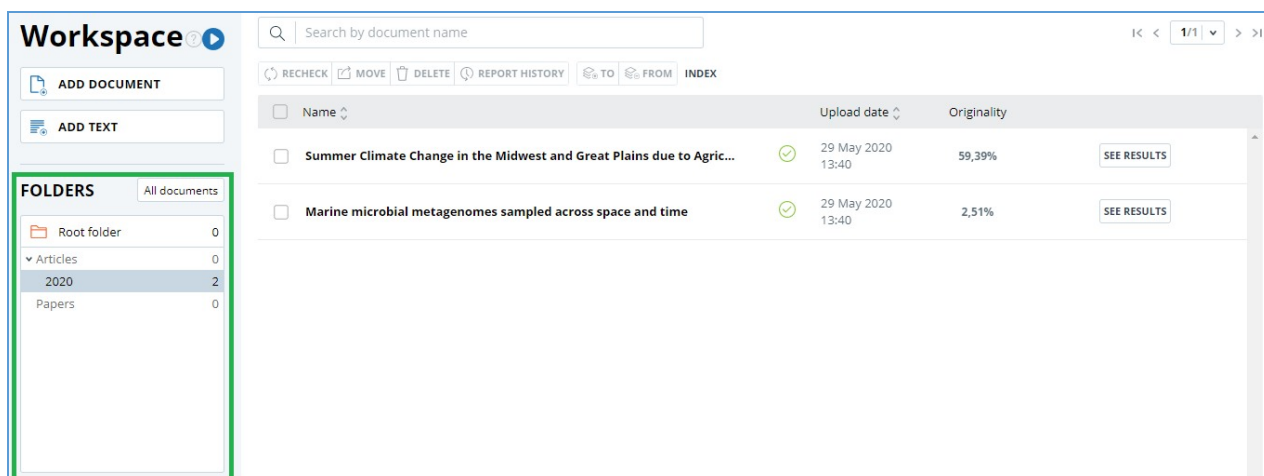 Workspace ?
ADD DOCUMENT
ADD TEXT
FOLDERS All documents
Root folder 0
Articles 0
2020 2
Papers 0
Search by document name
1/1
RECHECK MOVE DELETE REPORT HISTORY TO FROM INDEX
Name Upload date Originality
Summer Climate Change in the Midwest and Great Plains due to Agric... 29 May 2020 59,39% SEE RESULTS
13:40
Marine microbial metagenomes sampled across space and time 29 May 2020 2,51% SEE RESULTS
13:40